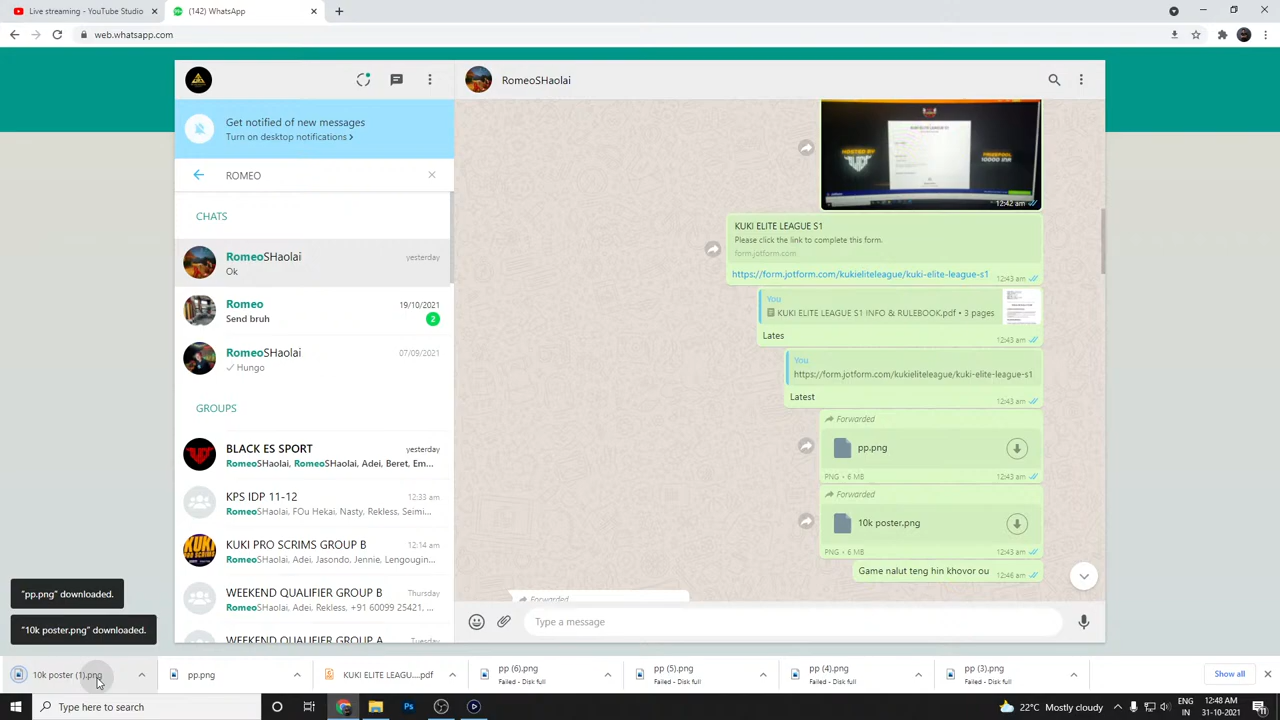 Live streaming - YouTube Studio
(142) WhatsApp
web.whatsapp.com
Get notified of new messages
Turn on desktop notifications
ROMEO
CHATS
RomeoSHaolai
yesterday
Ok
Romeo
19/10/2021
Send bruh
2
RomeoSHaolai
07/09/2021
Hungo
GROUPS
BLACK ES SPORT
yesterday
RomeoSHaolai, RomeoSHaolai, Adei, Beret, Em...
KPS IDP 11-12
12:33 am
RomeoSHaolai, FOu Hekai, Nasty, Rekless, Seimi...
KUKI PRO SCRIMS GROUP B
12:14 am
RomeoSHaolai, Adei, Jasondo, Jennie, Lengougin...
WEEKEND QUALIFIER GROUP B
Thursday
RomeoSHaolai, Adei, Rekless, +91 60099 25421, ...
WEEKEND QUALIFIER GROUP A
RomeoSHaolai
HOSTED BY
PRIZEPOOL
10000 INR
12:42 am
KUKI ELITE LEAGUE S1
Please click the link to complete this form.
form.jotform.com
https://form.jotform.com/kukieliteleague/kuki-elite-league-s1
12:43 am
You
KUKI ELITE LEAGUE S1 INFO & RULEBOOK.pdf • 3 pages
Lates
12:43 am
You
https://form.jotform.com/kukieliteleague/kuki-elite-league-s1
Latest
12:43 am
Forwarded
pp.png
PNG • 6 MB
12:43 am
Forwarded
10k poster.png
PNG • 6 MB
12:43 am
Game nalut teng hin khovor ou
12:46 am
Forwarded
Type a message
"pp.png" downloaded.
"10k poster.png" downloaded.
10k poster (1).png
pp.png
KUKI ELITE LEAGU....pdf
pp (6).png
Failed - Disk full
pp (5).png
Failed - Disk full
pp (4).png
Failed - Disk full
pp (3).png
Failed - Disk full
Show all
Type here to search
Ps
22°C Mostly cloudy
ENG
IN
12:48 AM
31-10-2021